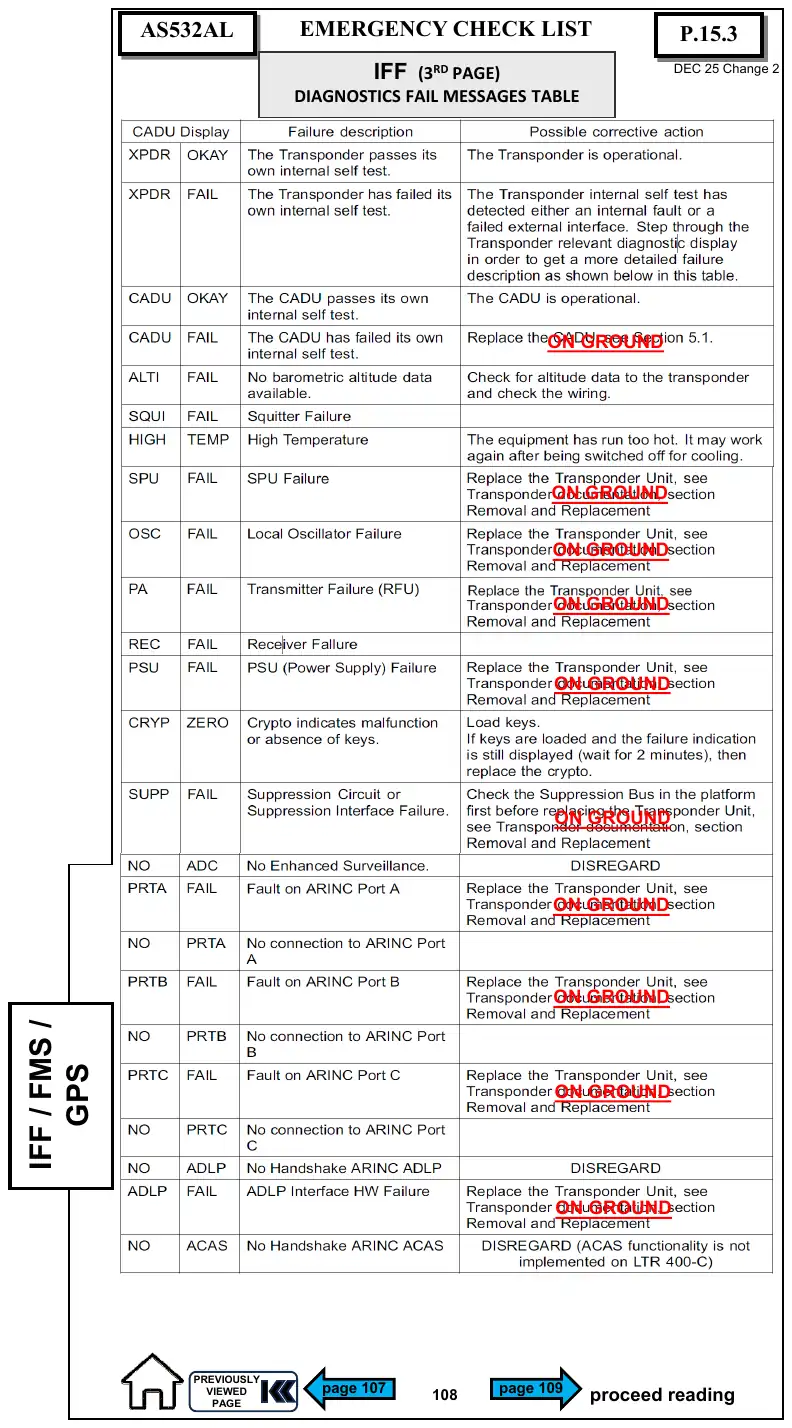 AS532AL
EMERGENCY CHECK LIST
P.15.3
DEC 25 Change 2
IFF (3RD PAGE)
DIAGNOSTICS FAIL MESSAGES TABLE
CADU Display Failure description Possible corrective action
XPDR OKAY The Transponder passes its The Transponder is operational.
own internal self test.
XPDR FAIL The Transponder has failed its The Transponder internal self test has
own internal self test. detected either an internal fault or a
failed external interface. Step through the
Transponder relevant diagnostic display
in order to get a more detailed failure
description as shown below in this table.
CADU OKAY The CADU passes its own The CADU is operational.
internal self test.
CADU FAIL The CADU has failed its own Replace the CADU, see Section 5.1.
ON GROUND
internal self test.
ALTI FAIL No barometric altitude data Check for altitude data to the transponder
available. and check the wiring.
SQUI FAIL Squitter Failure
HIGH TEMP High Temperature The equipment has run too hot. It may work
again after being switched off for cooling.
SPU FAIL SPU Failure Replace the Transponder Unit, see
Transponder documentation, section
ON GROUND
Removal and Replacement
OSC FAIL Local Oscillator Failure Replace the Transponder Unit, see
Transponder documentation, section
ON GROUND
Removal and Replacement
PA FAIL Transmitter Failure (RFU) Replace the Transponder Unit, see
Transponder documentation, section
ON GROUND
Removal and Replacement
REC FAIL Receiver Failure
PSU FAIL PSU (Power Supply) Failure Replace the Transponder Unit, see
Transponder documentation, section
ON GROUND
Removal and Replacement
CRYP ZERO Crypto indicates malfunction Load keys.
or absence of keys. If keys are loaded and the failure indication
is still displayed (wait for 2 minutes), then
replace the crypto.
SUPP FAIL Suppression Circuit or Check the Suppression Bus in the platform
Suppression Interface Failure. first before replacing the Transponder Unit,
ON GROUND
see Transponder documentation, section
Removal and Replacement
NO ADC No Enhanced Surveillance. DISREGARD
PRTA FAIL Fault on ARINC Port A Replace the Transponder Unit, see
Transponder documentation, section
ON GROUND
Removal and Replacement
NO PRTA No connection to ARINC Port
A
PRTB FAIL Fault on ARINC Port B Replace the Transponder Unit, see
Transponder documentation, section
ON GROUND
Removal and Replacement
NO PRTB No connection to ARINC Port
B
PRTC FAIL Fault on ARINC Port C Replace the Transponder Unit, see
Transponder documentation, section
ON GROUND
Removal and Replacement
NO PRTC No connection to ARINC Port
C
NO ADLP No Handshake ARINC ADLP DISREGARD
ADLP FAIL ADLP Interface HW Failure Replace the Transponder Unit, see
Transponder documentation, section
ON GROUND
Removal and Replacement
NO ACAS No Handshake ARINC ACAS DISREGARD (ACAS functionality is not
implemented on LTR 400-C)
IFF / FMS /
GPS
PREVIOUSLY
VIEWED
PAGE
page 107
108
page 109
proceed reading